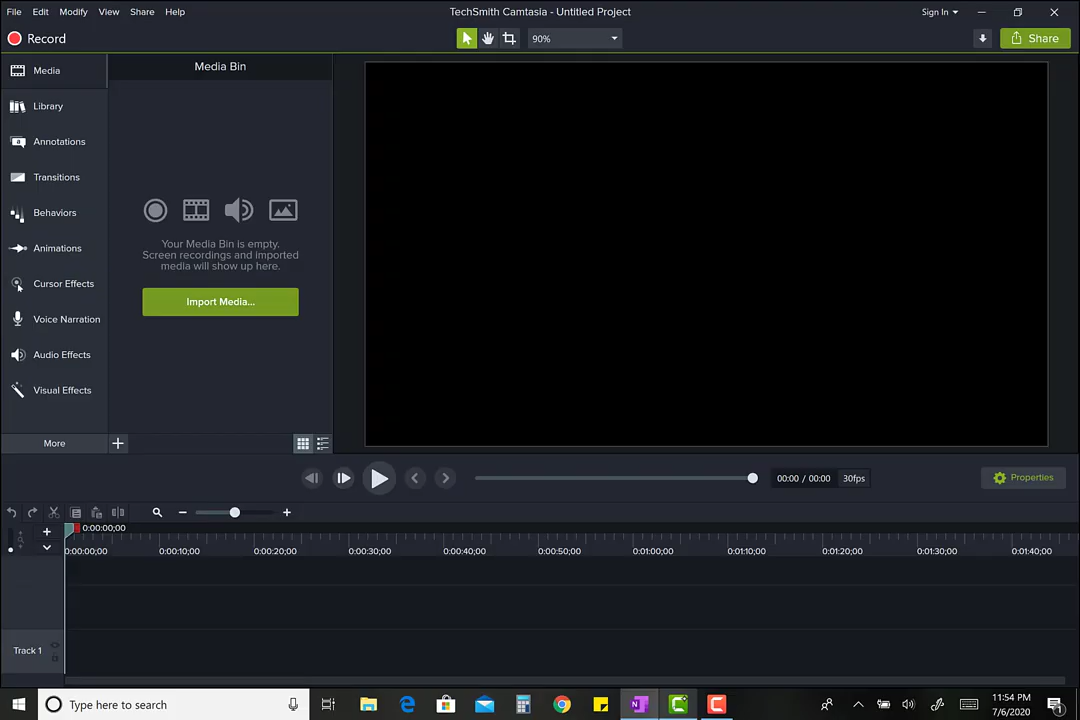 File Edit Modify View Share Help
TechSmith Camtasia - Untitled Project
Sign In
Record
90%
Share
Media
Media Bin
Library
Annotations
Transitions
Behaviors
Animations
Cursor Effects
Voice Narration
Audio Effects
Visual Effects
Your Media Bin is empty.
Screen recordings and imported
media will show up here.
Import Media...
More
00:00 / 00:00
30fps
Properties
0:00:00;00
0:00:00;00 0:00:10;00 0:00:20;00 0:00:30;00 0:00:40;00 0:00:50;00 0:01:00;00 0:01:10;00 0:01:20;00 0:01:30;00 0:01:40;00
Track 1
Type here to search
11:54 PM
7/6/2020